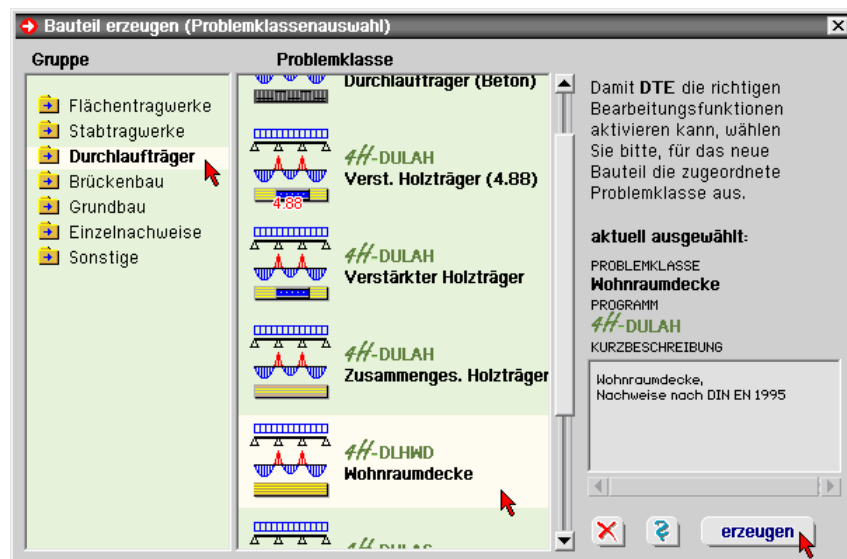 Bauteil erzeugen (Problemklassenauswahl)
Gruppe
Flächentragwerke
Stabtragwerke
Durchlaufträger
Brückenbau
Grundbau
Einzelnachweise
Sonstige
Problemklasse
Durchlaufträger (Beton)
4H-DULAH
Verst. Holzträger (4.88)
4.88
4H-DULAH
Verstärkter Holzträger
4H-DULAH
Zusammenges. Holzträger
4H-DLHWD
Wohnraumdecke
4H-DULAS
Damit DTE die richtigen
Bearbeitungsfunktionen
aktivieren kann, wählen
Sie bitte, für das neue
Bauteil die zugeordnete
Problemklasse aus.
aktuell ausgewählt:
PROBLEMKLASSE
Wohnraumdecke
PROGRAMM
4H-DULAH
KURZBESCHREIBUNG
Wohnraumdecke,
Nachweise nach DIN EN 1995
erzeugen